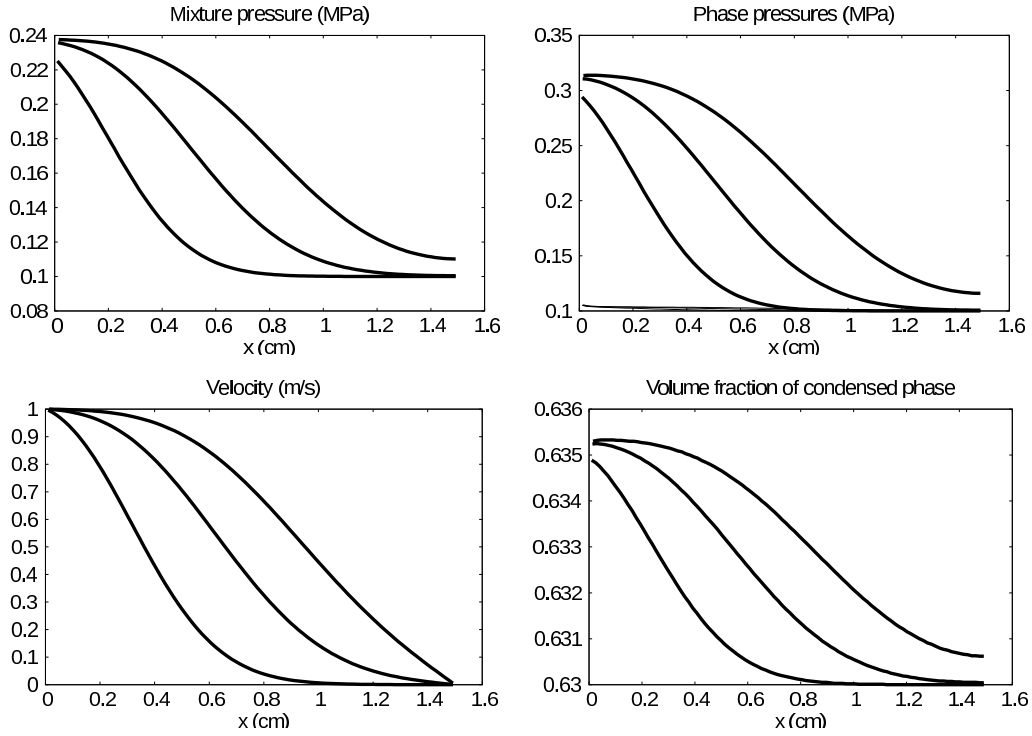 Mixture pressure (MPa)
0.24
0.22
0.2
0.18
0.16
0.14
0.12
0.1
0.08
0 0.2 0.4 0.6 0.8 1 1.2 1.4 1.6
x (cm)
Phase pressures (MPa)
0.35
0.3
0.25
0.2
0.15
0.1
0 0.2 0.4 0.6 0.8 1 1.2 1.4 1.6
x (cm)
Velocity (m/s)
1
0.9
0.8
0.7
0.6
0.5
0.4
0.3
0.2
0.1
0
0 0.2 0.4 0.6 0.8 1 1.2 1.4 1.6
x (cm)
Volume fraction of condensed phase
0.636
0.635
0.634
0.633
0.632
0.631
0.63
0 0.2 0.4 0.6 0.8 1 1.2 1.4 1.6
x (cm)